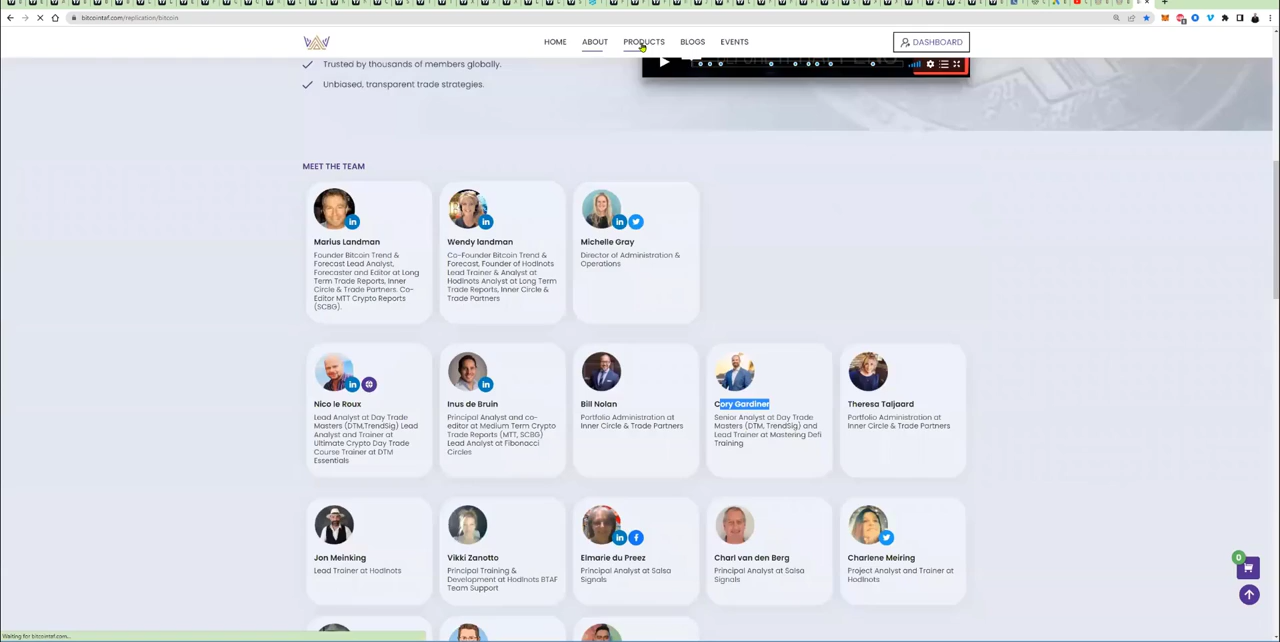 bitcointaf.com/replication/bitcoin
HOME ABOUT PRODUCTS BLOGS EVENTS DASHBOARD
Trusted by thousands of members globally.
Unbiased, transparent trade strategies.
MEET THE TEAM
Marius Landman
Founder Bitcoin Trend &
Forecast Lead Analyst,
Forecaster and Editor at Long
Term Trade Reports, Inner
Circle & Trade Partners. Co-
Editor MTT Crypto Reports
(SCBG).
Wendy landman
Co-Founder Bitcoin Trend &
Forecast, Founder of Hodlnots
Lead Trainer & Analyst at
Hodlnots Analyst at Long Term
Trade Reports, Inner Circle &
Trade Partners
Michelle Gray
Director of Administration &
Operations
Nico le Roux
Lead Analyst at Day Trade
Masters (DTM,TrendSig) Lead
Analyst and Trainer at
Ultimate Crypto Day Trade
Course Trainer at DTM
Essentials
Inus de Bruin
Principal Analyst and co-
editor at Medium Term Crypto
Trade Reports (MTT, SCBG)
Lead Analyst at Fibonacci
Circles
Bill Nolan
Portfolio Administration at
Inner Circle & Trade Partners
Cory Gardiner
Senior Analyst at Day Trade
Masters (DTM, TrendSig) and
Lead Trainer at Mastering Defi
Training
Theresa Taljaard
Portfolio Administration at
Inner Circle & Trade Partners
Jon Meinking
Lead Trainer at Hodlnots
Vikki Zanotto
Principal Training &
Development at Hodlnots BTAF
Team Support
Elmarie du Preez
Principal Analyst at Salsa
Signals
Charl van den Berg
Principal Analyst at Salsa
Signals
Charlene Meiring
Project Analyst and Trainer at
Hodlnots
0
Waiting for bitcointaf.com...